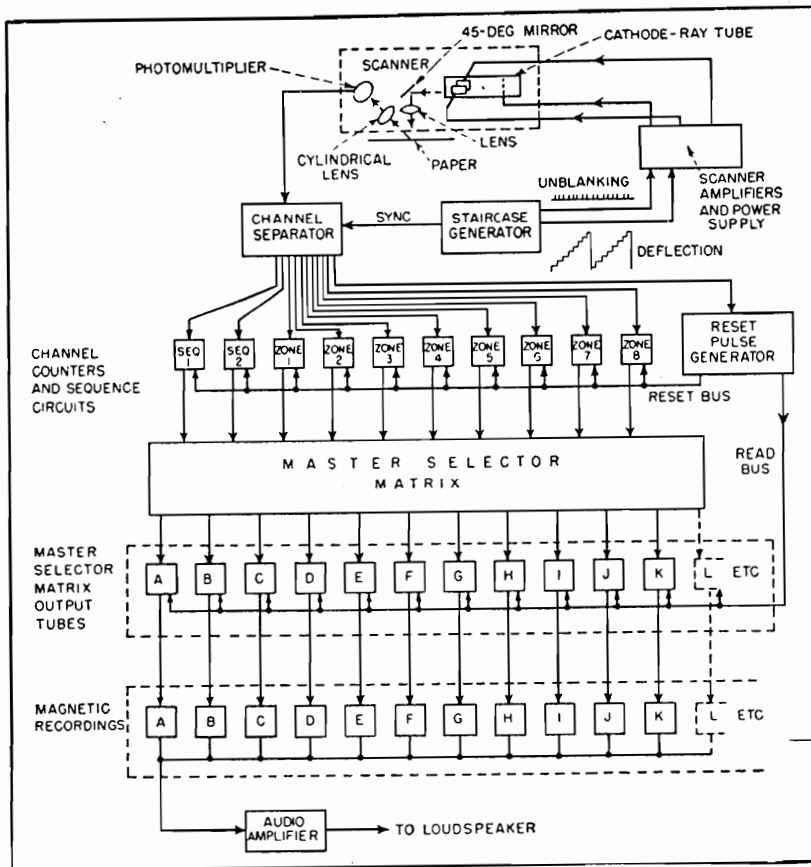 45-DEG MIRROR
PHOTOMULTIPLIER
SCANNER
CATHODE-RAY TUBE
CYLINDRICAL
LENS
PAPER
LENS
UNBLANKING
SCANNER
AMPLIFIERS
AND POWER
SUPPLY
CHANNEL
SEPARATOR
SYNC
STAIRCASE
GENERATOR
DEFLECTION
CHANNEL
COUNTERS
AND SEQUENCE
CIRCUITS
SEQ
1
SEQ
2
ZONE
1
ZONE
2
ZONE
3
ZONE
4
ZONE
5
ZONE
6
ZONE
7
ZONE
8
RESET
PULSE
GENERATOR
RESET BUS
READ
BUS
MASTER SELECTOR
MATRIX
MASTER
SELECTOR
MATRIX
OUTPUT
TUBES
A B C D E F G H I J K L ETC
MAGNETIC
RECORDINGS
A B C D E F G H I J K L ETC
AUDIO
AMPLIFIER
TO LOUDSPEAKER